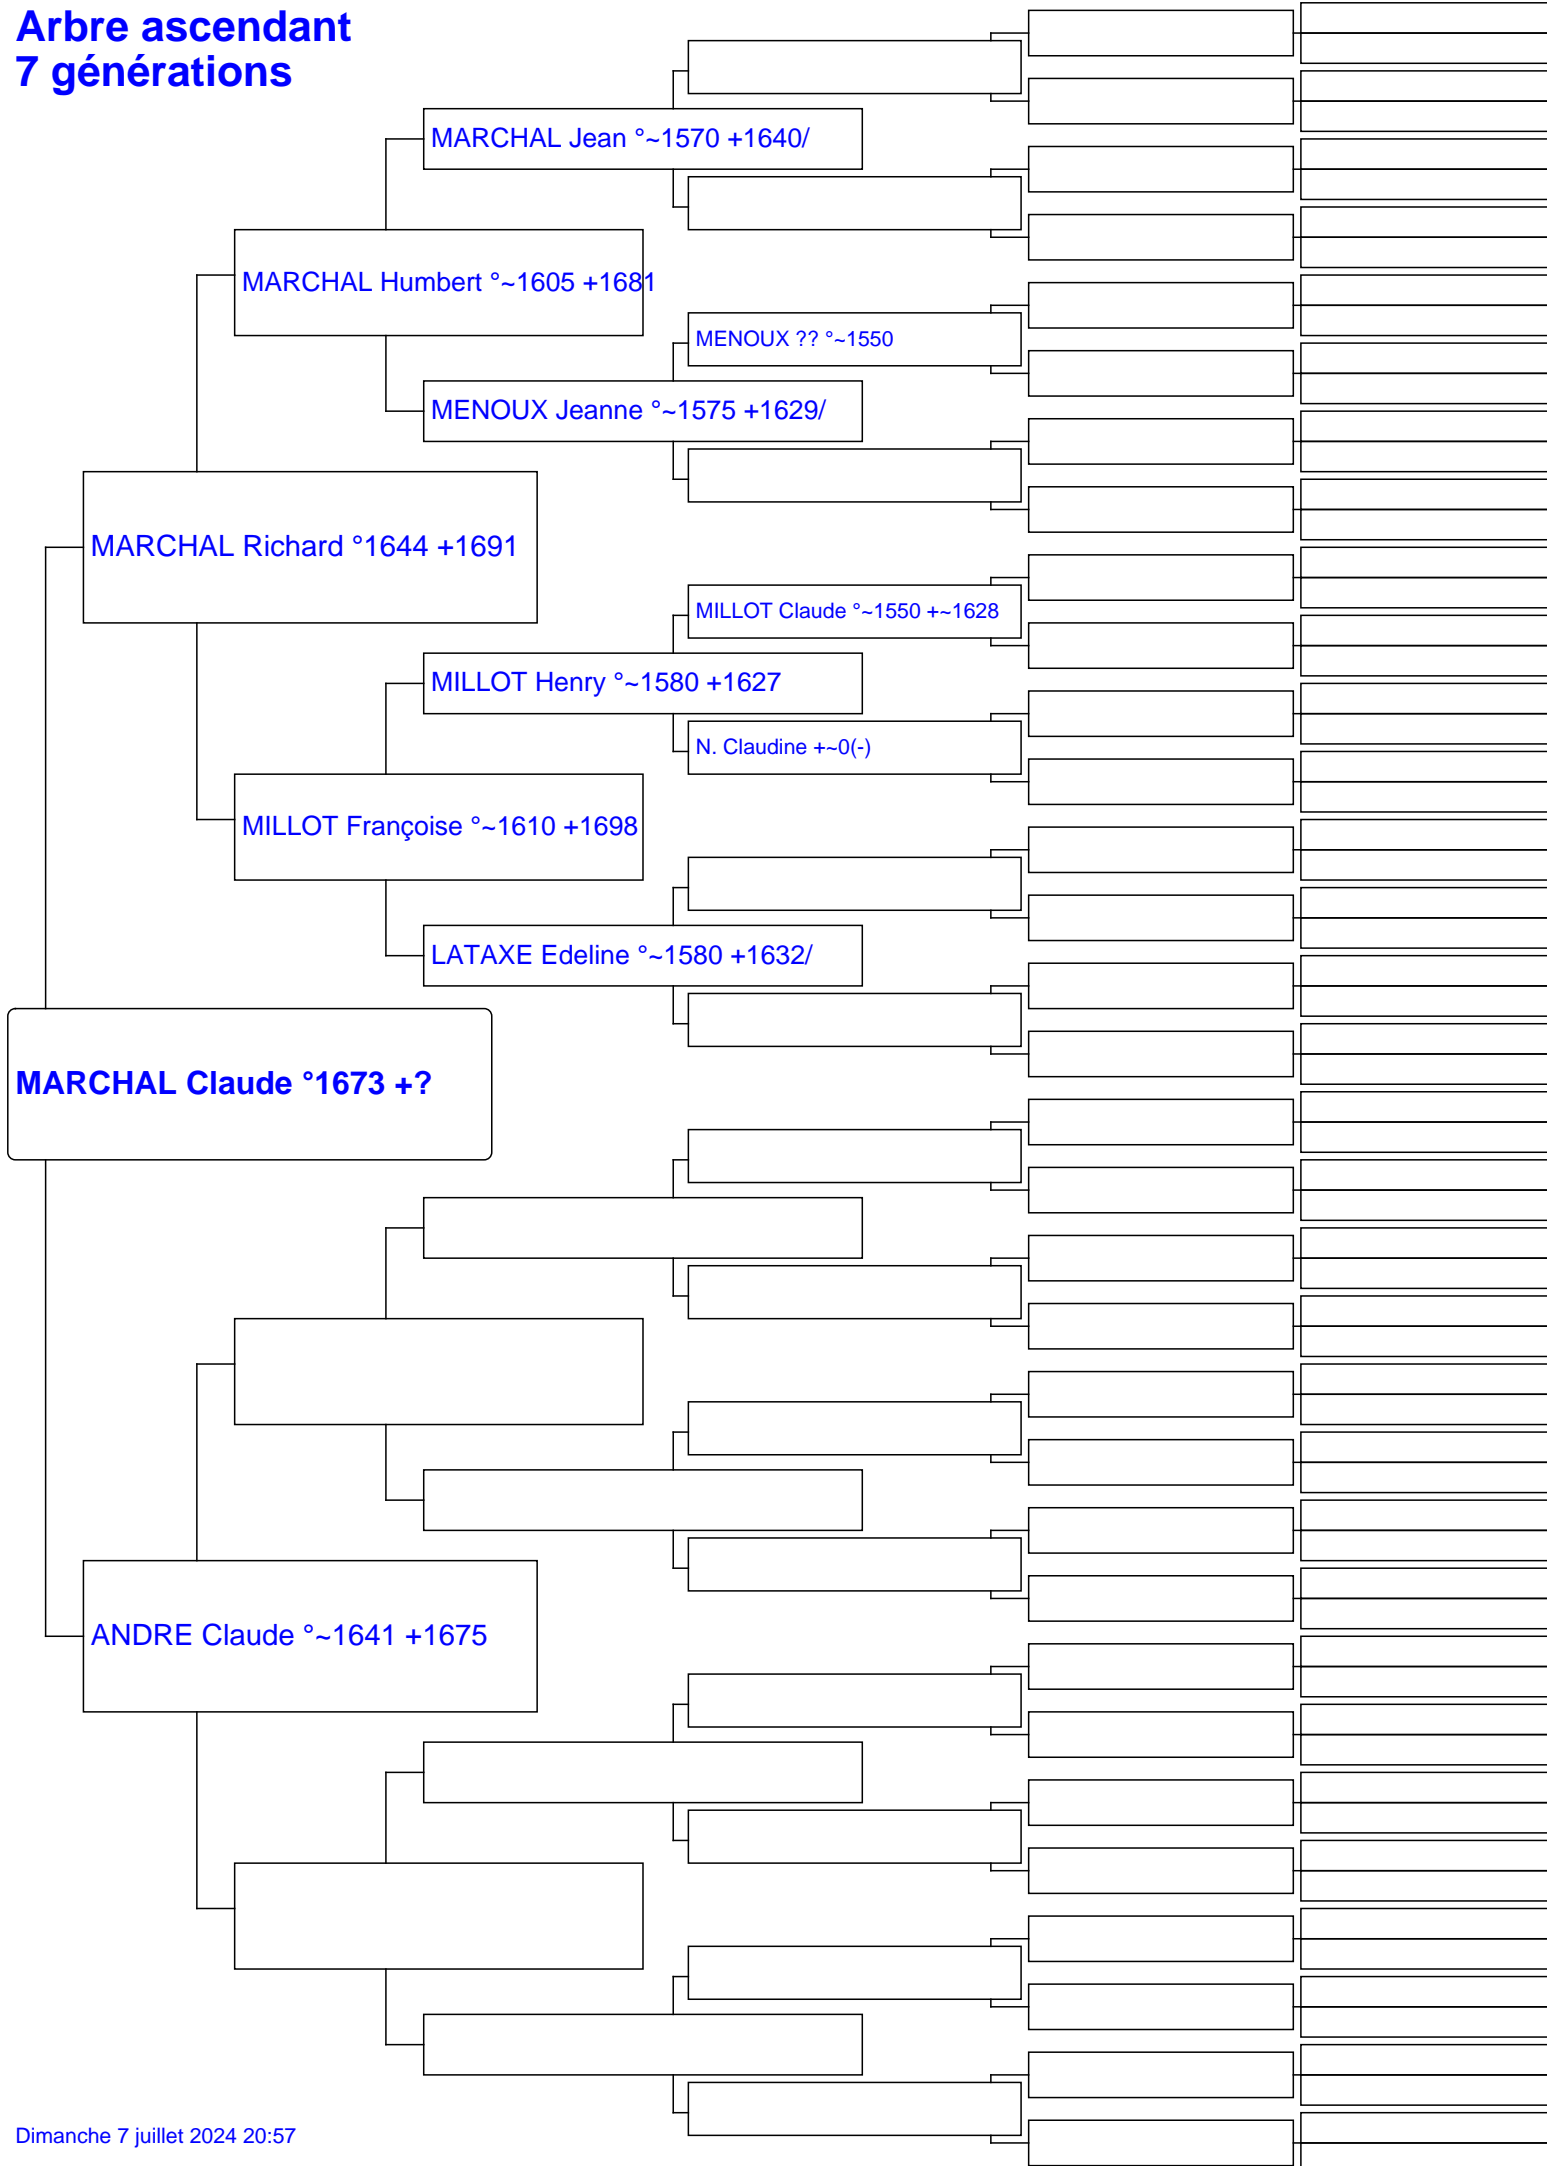 Arbre ascendant
7 générations
MARCHAL Jean °~1570 +1640/
MARCHAL Humbert °~1605 +1681
MENOUX ?? °~1550
MENOUX Jeanne °~1575 +1629/
MARCHAL Richard °1644 +1691
MILLOT Claude °~1550 +~1628
MILLOT Henry °~1580 +1627
N. Claudine +~0(-)
MILLOT Françoise °~1610 +1698
LATAXE Edeline °~1580 +1632/
MARCHAL Claude °1673 +?
ANDRE Claude °~1641 +1675
Dimanche 7 juillet 2024 20:57